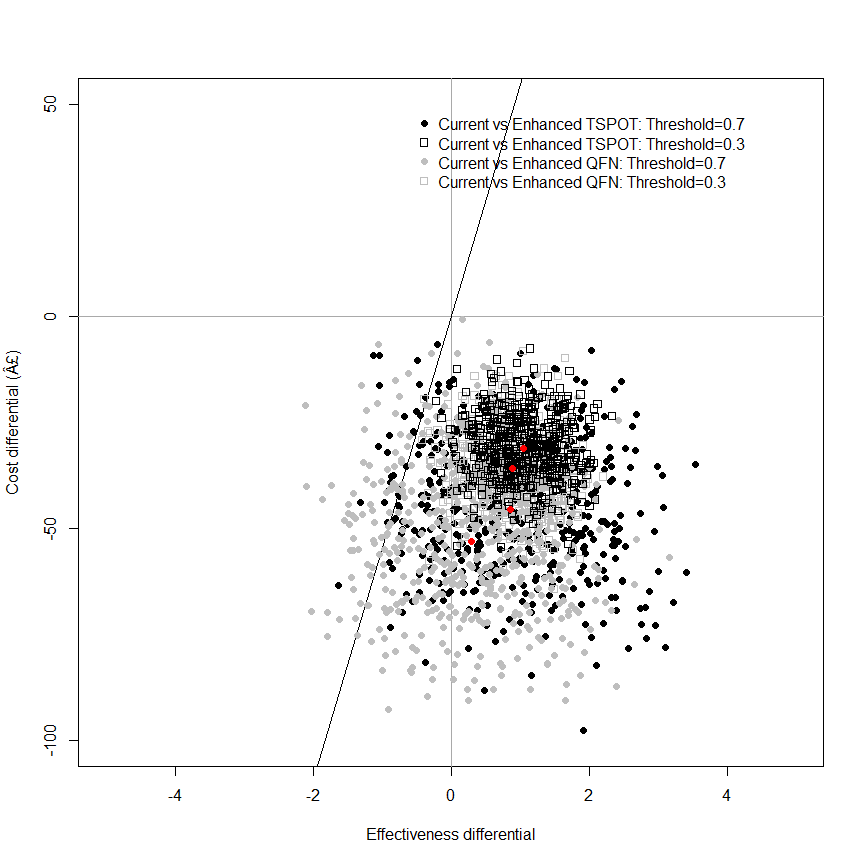 Current vs Enhanced TSPOT: Threshold=0.7
Current vs Enhanced TSPOT: Threshold=0.3
Current vs Enhanced QFN: Threshold=0.7
Current vs Enhanced QFN: Threshold=0.3
50
0
-50
-100
Cost differential (Â£)
-4 -2 0 2 4
Effectiveness differential